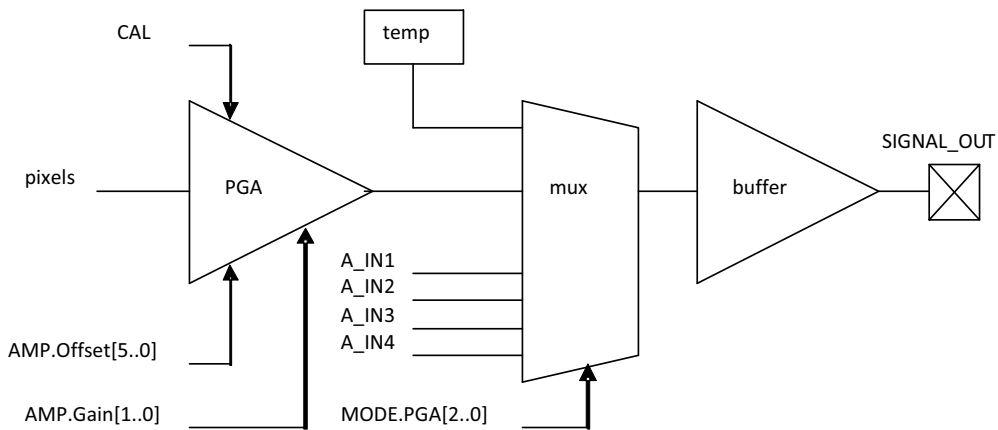 CAL
temp
SIGNAL_OUT
pixels
PGA
mux
buffer
A_IN1
A_IN2
A_IN3
A_IN4
AMP.Offset[5..0]
AMP.Gain[1..0]
MODE.PGA[2..0]